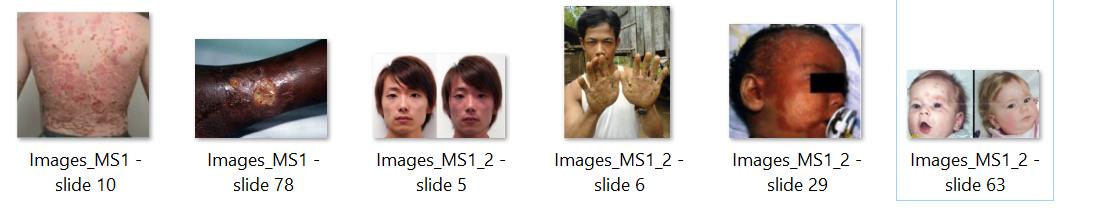 Images_MS1 -
slide 10
Images_MS1 -
slide 78
Images_MS1_2 -
slide 5
Images_MS1_2 -
slide 6
Images_MS1_2 -
slide 29
Images_MS1_2 -
slide 63